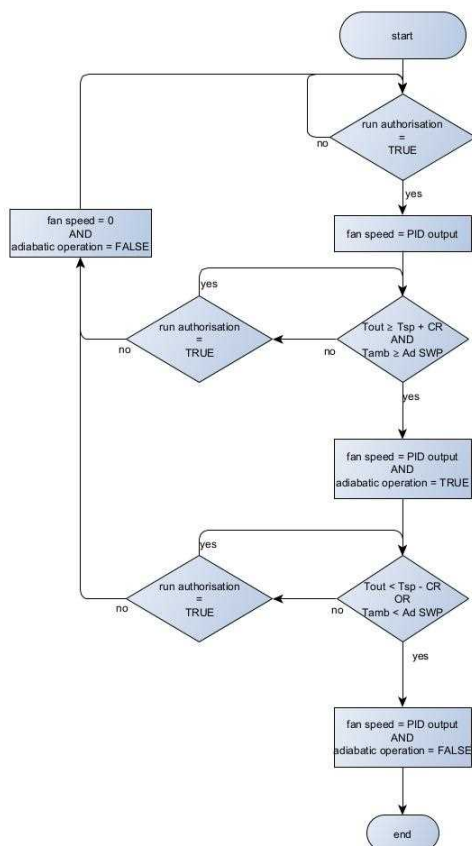 start
run authorisation
=
TRUE
no
yes
fan speed = 0
AND
adiabatic operation = FALSE
fan speed = PID output
yes
run authorisation
=
TRUE
no
no
Tout ≥ Tsp + CR
AND
Tamb ≥ Ad SWP
yes
fan speed = PID output
AND
adiabatic operation = TRUE
yes
run authorisation
=
TRUE
no
no
Tout < Tsp - CR
OR
Tamb < Ad SWP
yes
fan speed = PID output
AND
adiabatic operation = FALSE
end